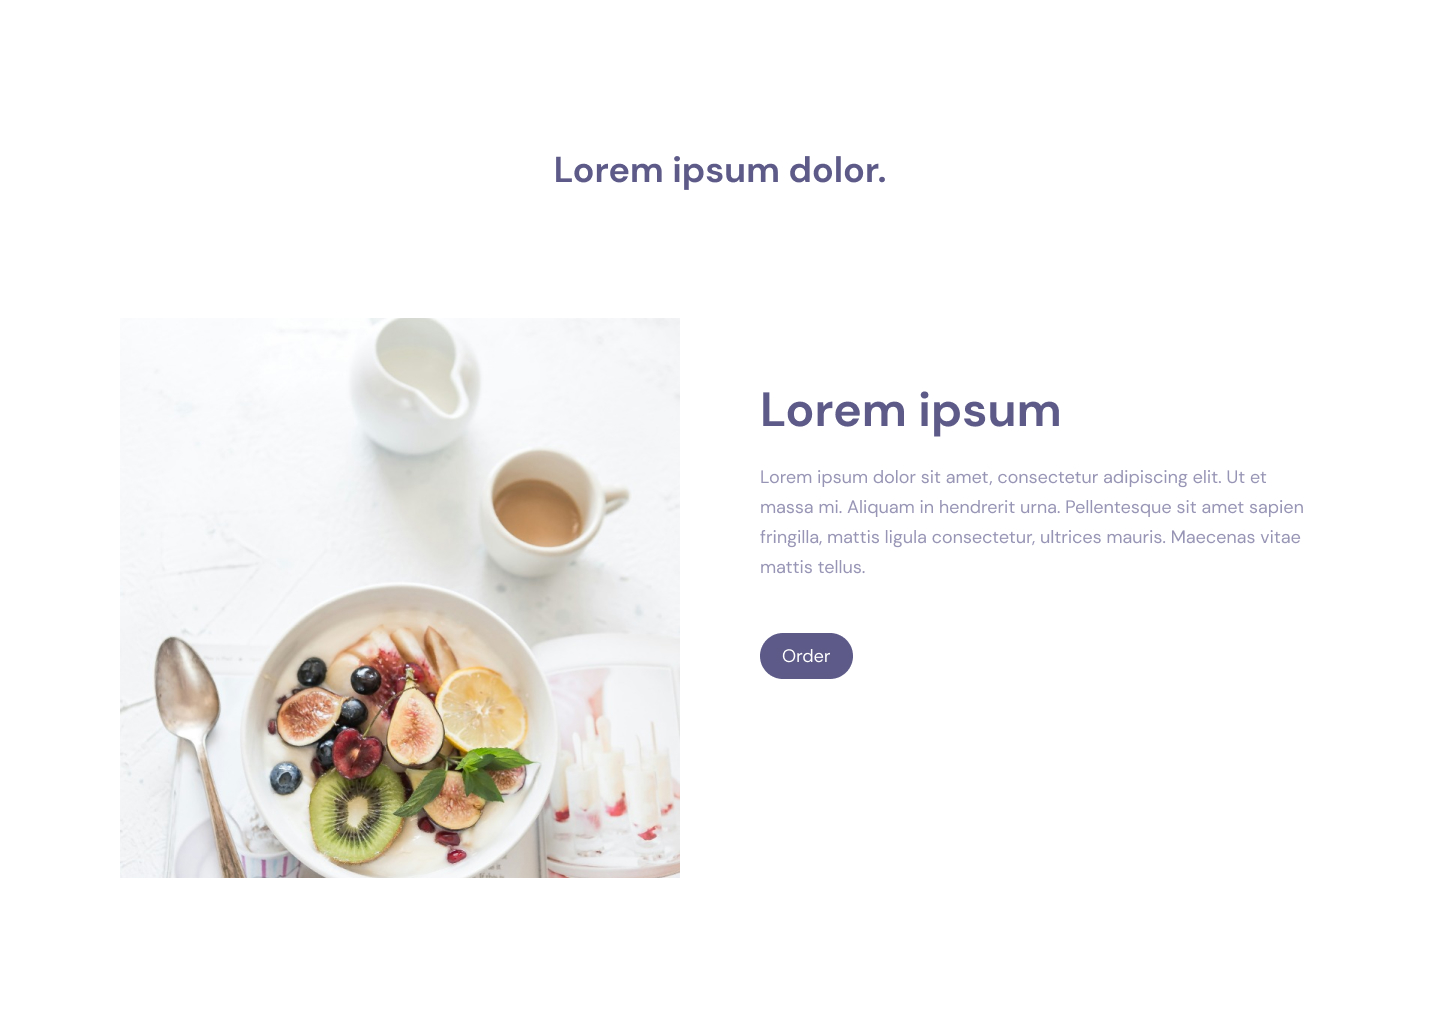 Lorem ipsum dolor.
Lorem ipsum
Lorem ipsum dolor sit amet, consectetur adipiscing elit. Ut et
massa mi. Aliquam in hendrerit urna. Pellentesque sit amet sapien
fringilla, mattis ligula consectetur, ultrices mauris. Maecenas vitae
mattis tellus.
Order